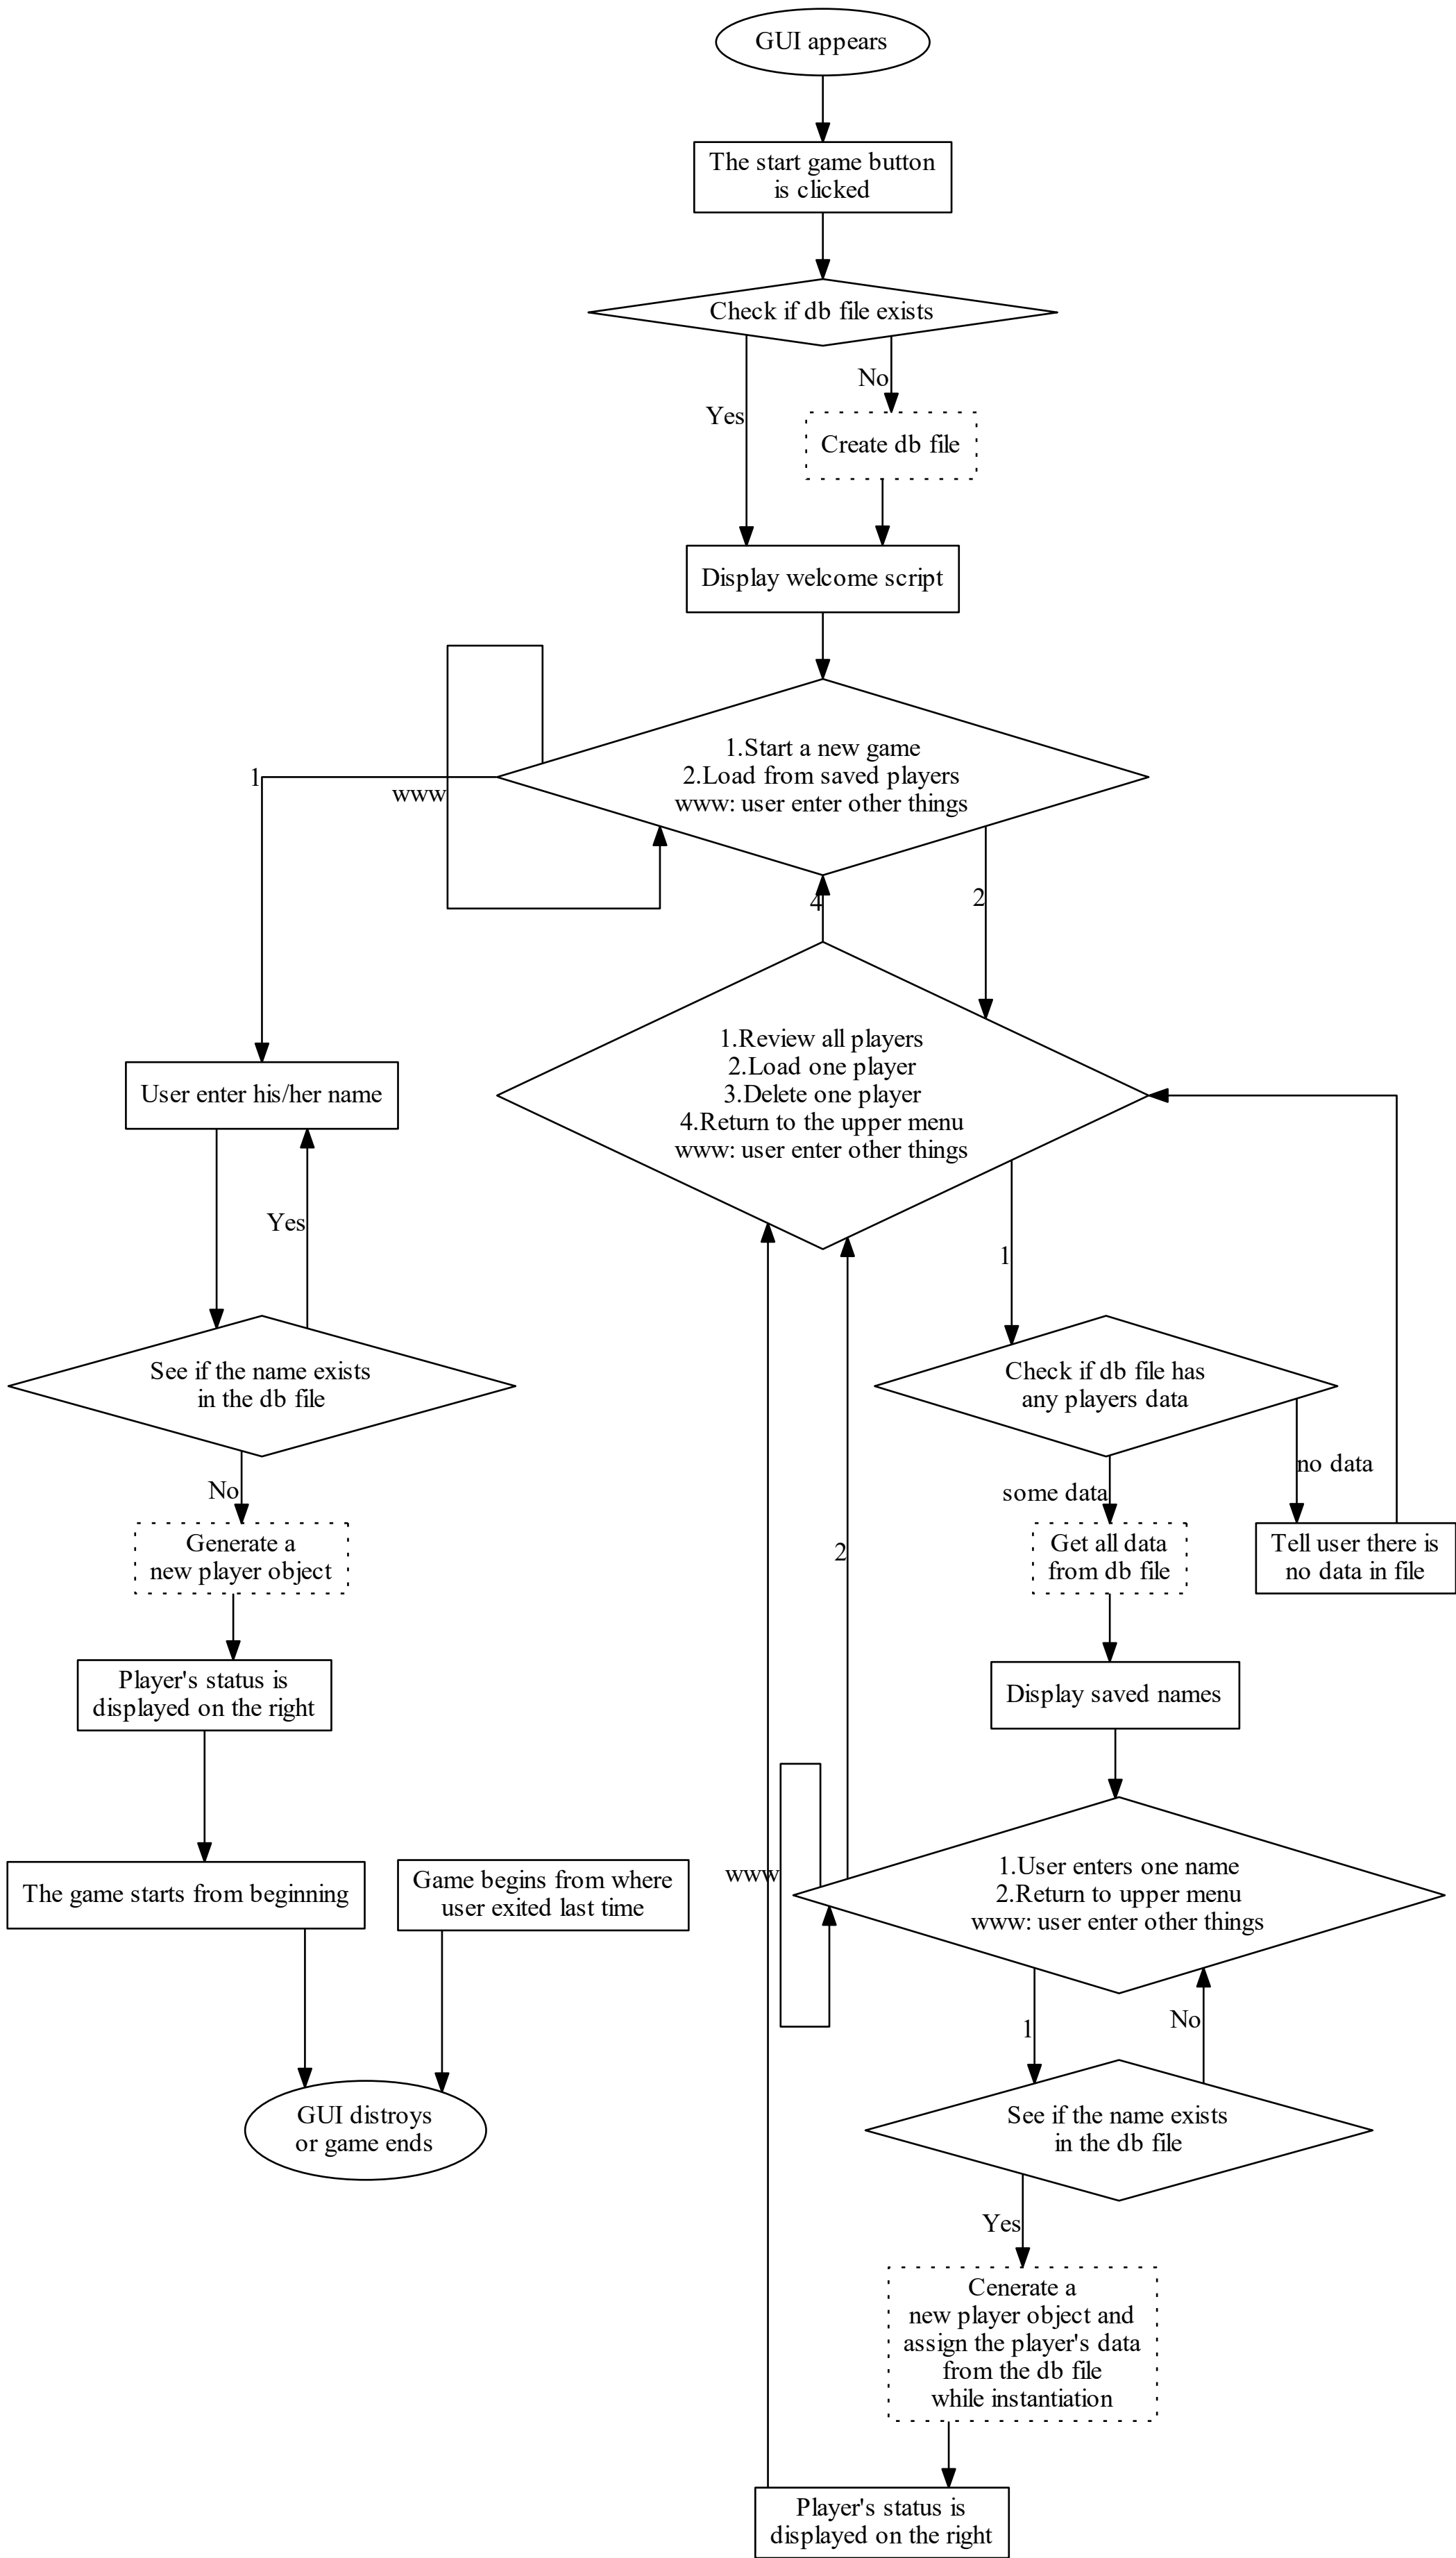 GUI appears
The start game button
is clicked
Check if db file exists
No
Yes
Create db file
Display welcome script
1.Start a new game
2.Load from saved players
www: user enter other things
1
www
4
2
1.Review all players
2.Load one player
3.Delete one player
4.Return to the upper menu
www: user enter other things
User enter his/her name
Yes
1
See if the name exists
in the db file
Check if db file has
any players data
No
some data
no data
2
Generate a
new player object
Get all data
from db file
Tell user there is
no data in file
Player's status is
displayed on the right
Display saved names
www
The game starts from beginning
Game begins from where
user exited last time
1.User enters one name
2.Return to upper menu
www: user enter other things
1
No
GUI distroys
or game ends
See if the name exists
in the db file
Yes
Cenerate a
new player object and
assign the player's data
from the db file
while instantiation
Player's status is
displayed on the right